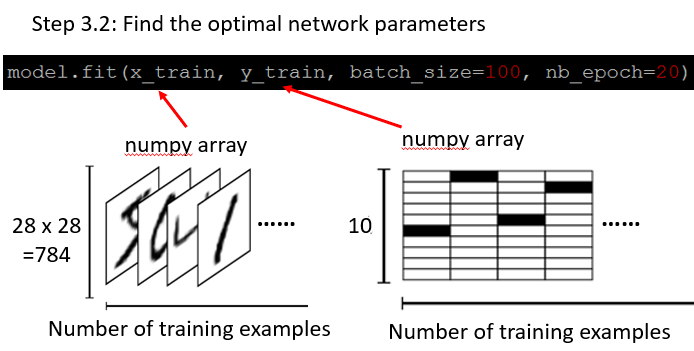 Step 3.2: Find the optimal network parameters
model.fit(x_train, y_train, batch_size=100, nb_epoch=20)
numpy array
numpy array
28 x 28
=784
5041
......
10
......
Number of training examples
Number of training examples